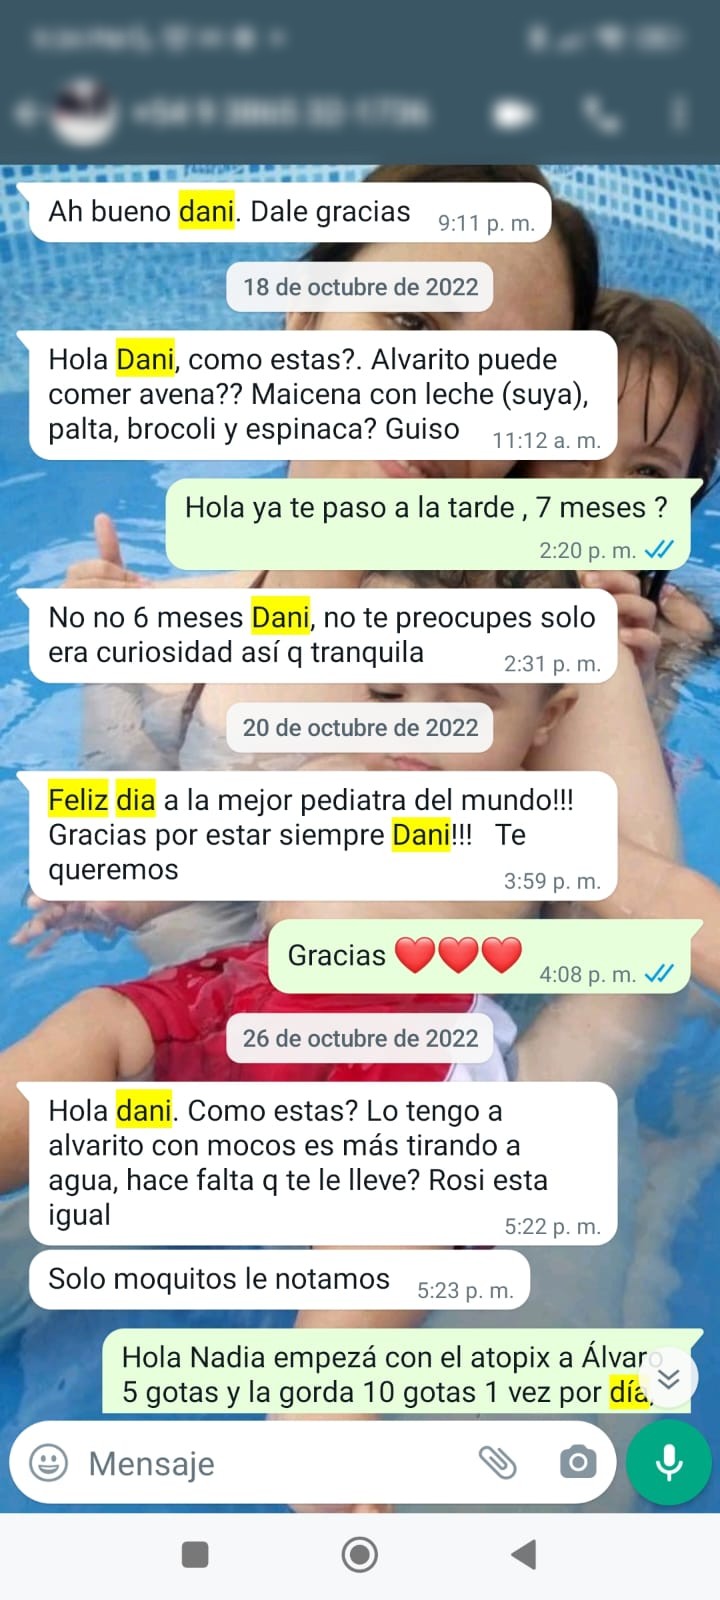 Ah bueno dani. Dale gracias
9:11 p. m.
18 de octubre de 2022
Hola Dani, como estas?. Alvarito puede
comer avena?? Maicena con leche (suya),
palta, brocoli y espinaca? Guiso
11:12 a. m.
Hola ya te paso a la tarde , 7 meses ?
2:20 p. m.
No no 6 meses Dani, no te preocupes solo
era curiosidad así q tranquila
2:31 p. m.
20 de octubre de 2022
Feliz dia a la mejor pediatra del mundo!!!
Gracias por estar siempre Dani!!! Te
queremos
3:59 p. m.
Gracias ❤️❤️❤️
4:08 p. m.
26 de octubre de 2022
Hola dani. Como estas? Lo tengo a
alvarito con mocos es más tirando a
agua, hace falta q te le lleve? Rosi esta
igual
5:22 p. m.
Solo moquitos le notamos
5:23 p. m.
Hola Nadia empezá con el atopix a Álvaro
5 gotas y la gorda 10 gotas 1 vez por día,
Mensaje